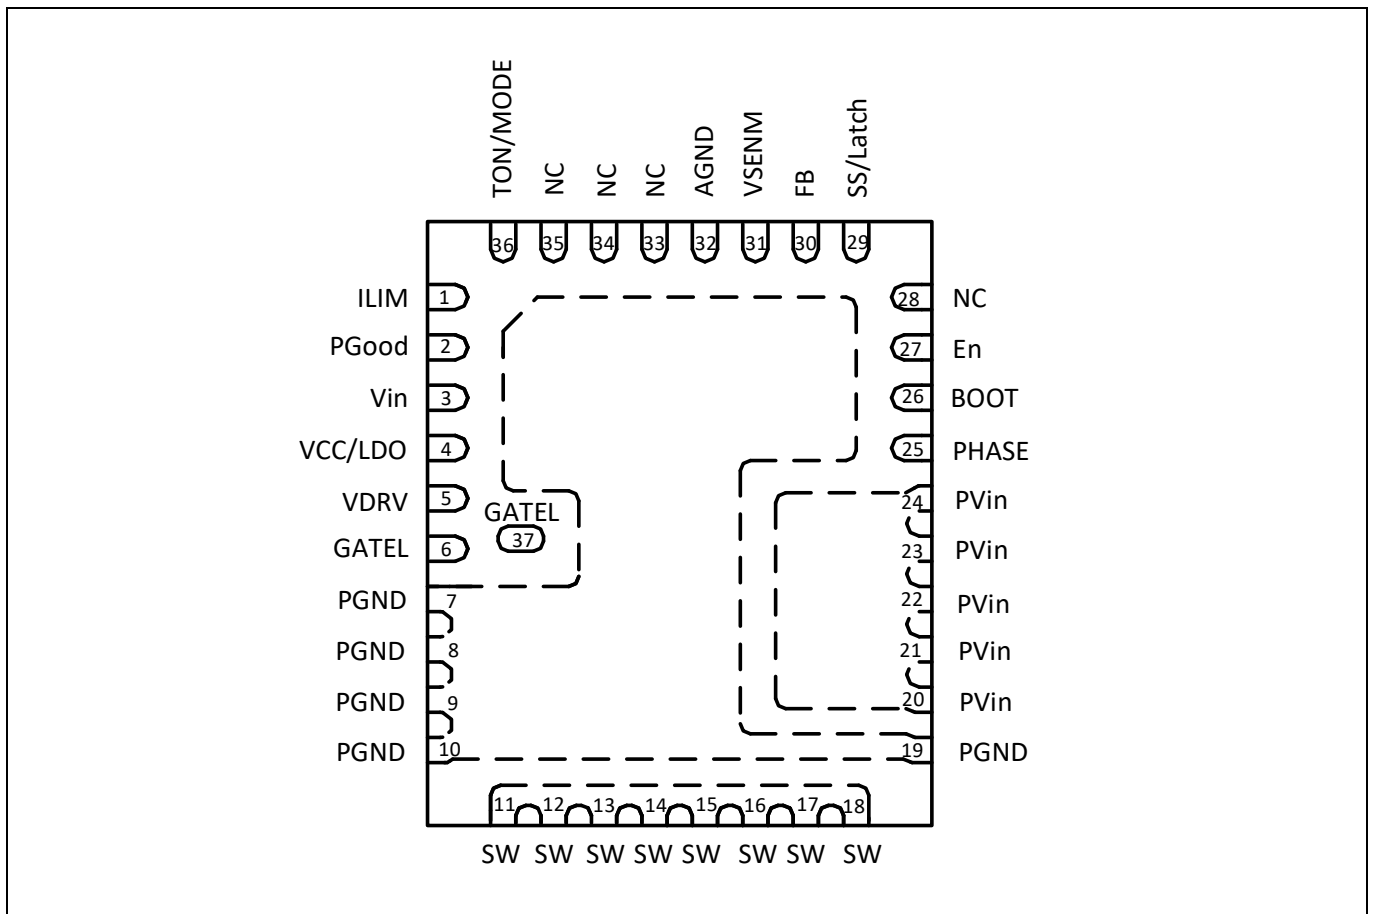 TON/MODE
NC
NC
NC
AGND
VSENM
FB
SS/Latch
36
35
34
33
32
31
30
29
ILIM 1
28 NC
PGood 2
27 En
Vin 3
26 BOOT
VCC/LDO 4
25 PHASE
VDRV 5
24 PVin
GATEL
37
GATEL 6
23 PVin
PGND 7
22 PVin
PGND 8
21 PVin
PGND 9
20 PVin
PGND 10
19 PGND
11 12 13 14 15 16 17 18
SW SW SW SW SW SW SW SW